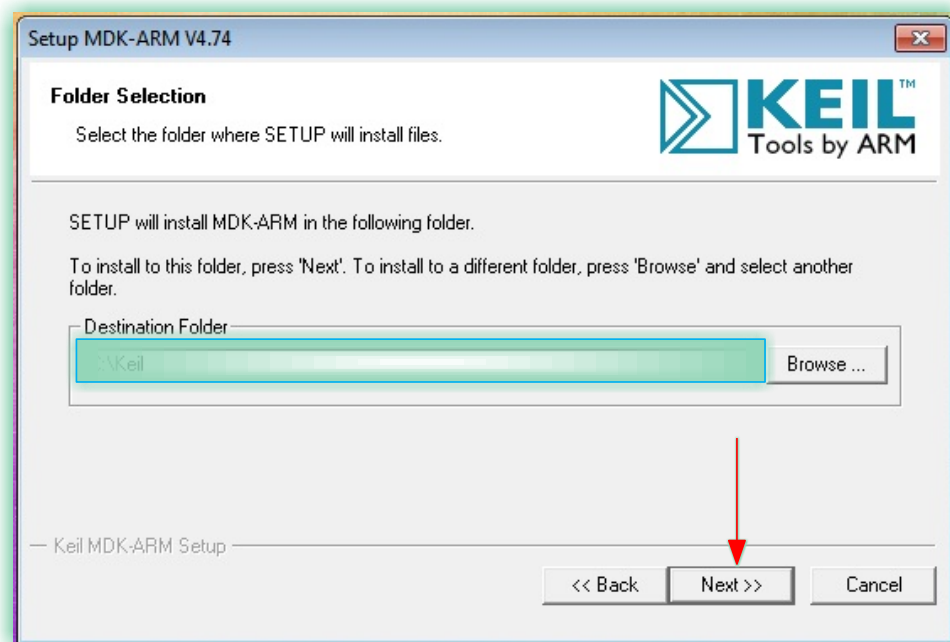 Setup MDK-ARM V4.74
Folder Selection
Select the folder where SETUP will install files.
KEIL™
Tools by ARM
SETUP will install MDK-ARM in the following folder.
To install to this folder, press 'Next'. To install to a different folder, press 'Browse' and select another
folder.
Destination Folder
:\Keil
Browse ...
Keil MDK-ARM Setup
<< Back
Next >>
Cancel